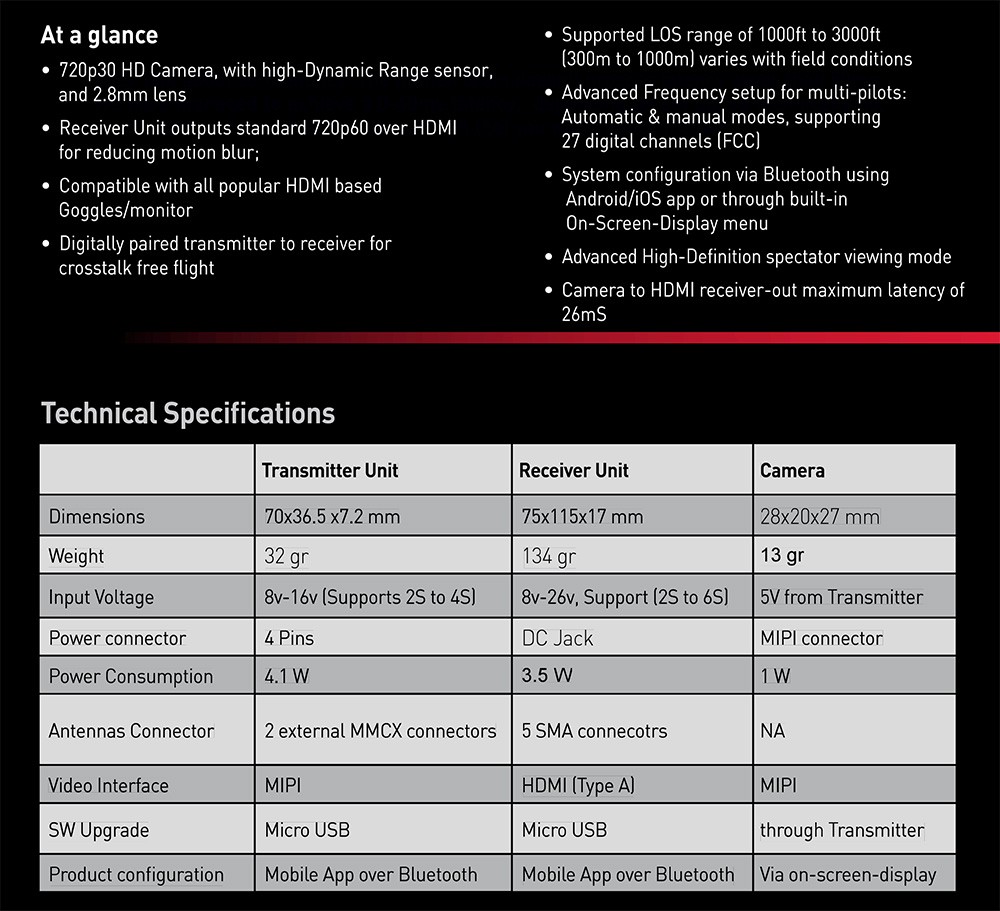 At a glance
• 720p30 HD Camera, with high-Dynamic Range sensor,
and 2.8mm lens
• Receiver Unit outputs standard 720p60 over HDMI
for reducing motion blur;
• Compatible with all popular HDMI based
Goggles/monitor
• Digitally paired transmitter to receiver for
crosstalk free flight
• Supported LOS range of 1000ft to 3000ft
(300m to 1000m) varies with field conditions
• Advanced Frequency setup for multi-pilots:
Automatic & manual modes, supporting
27 digital channels (FCC)
• System configuration via Bluetooth using
Android/iOS app or through built-in
On-Screen-Display menu
• Advanced High-Definition spectator viewing mode
• Camera to HDMI receiver-out maximum latency of
26mS
Technical Specifications
Transmitter Unit Receiver Unit Camera
Dimensions 70x36.5 x7.2 mm 75x115x17 mm 28x20x27 mm
Weight 32 gr 134 gr 13 gr
Input Voltage 8v-16v (Supports 2S to 4S) 8v-26v, Support (2S to 6S) 5V from Transmitter
Power connector 4 Pins DC Jack MIPI connector
Power Consumption 4.1 W 3.5 W 1 W
Antennas Connector 2 external MMCX connectors 5 SMA connecotrs NA
Video Interface MIPI HDMI (Type A) MIPI
SW Upgrade Micro USB Micro USB through Transmitter
Product configuration Mobile App over Bluetooth Mobile App over Bluetooth Via on-screen-display